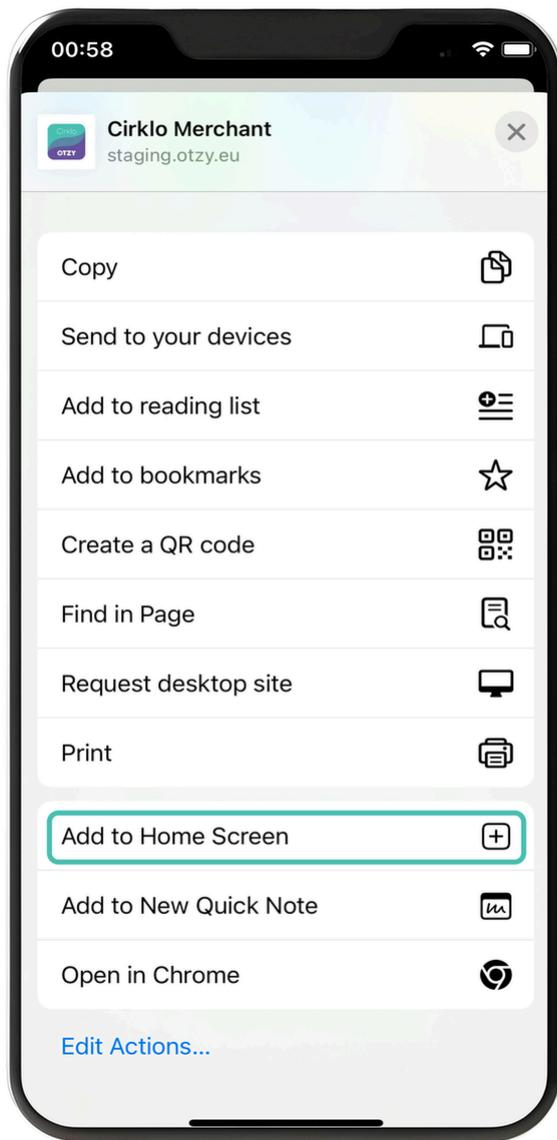 00:58
Cirklo
OTZY
Cirklo Merchant
staging.otzy.eu
Copy
Send to your devices
Add to reading list
Add to bookmarks
Create a QR code
Find in Page
Request desktop site
Print
Add to Home Screen
Add to New Quick Note
Open in Chrome
Edit Actions...